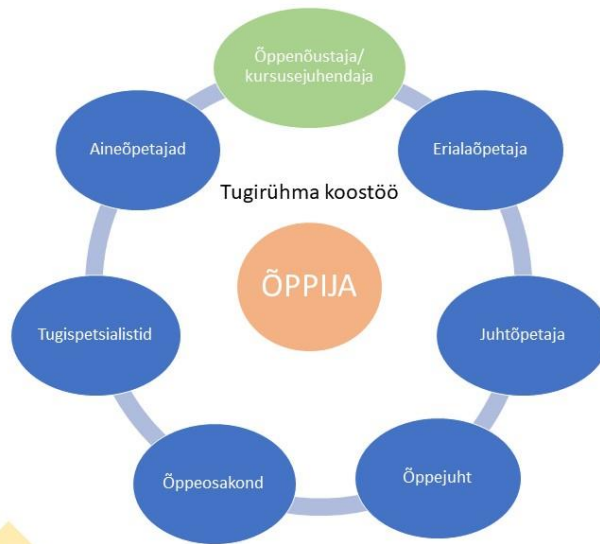 Õppenõustaja/
kursusejuhendaja
Aineõpetajad
Erialaõpetaja
Tugirühma koostöö
ÕPPIJA
Tugispetsialistid
Juhtõpetaja
Õppeosakond
Õppejuht